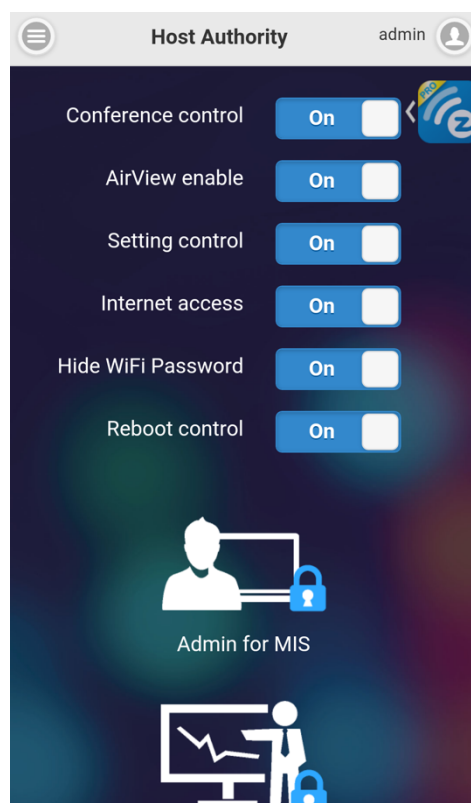 Host Authority
admin
Conference control On
PRO
Z
AirView enable On
Setting control On
Internet access On
Hide WiFi Password On
Reboot control On
Admin for MIS